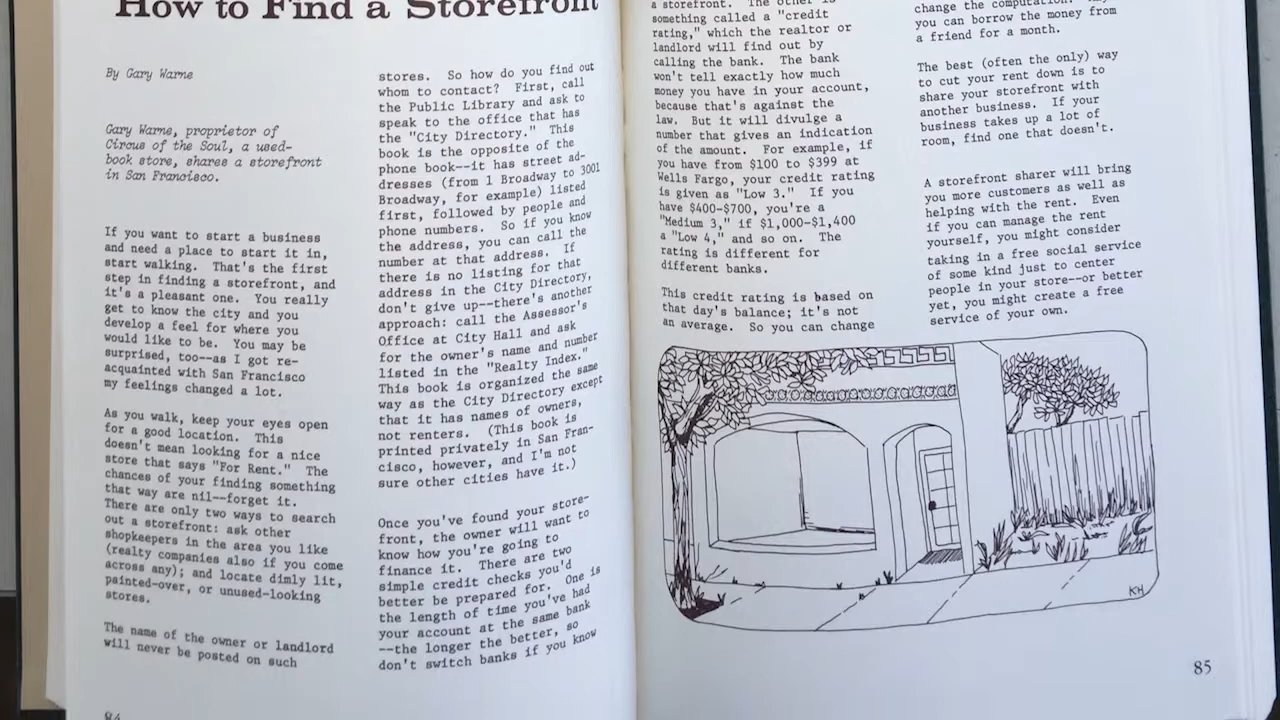 How to Find a Storefront
By Gary Warne
Gary Warne, proprietor of
Circus of the Soul, a used-
book store, shares a storefront
in San Francisco.
If you want to start a business
and need a place to start it in,
start walking. That's the first
step in finding a storefront, and
it's a pleasant one. You really
get to know the city and you
develop a feel for where you
would like to be. You may be
surprised, too--as I got re-
acquainted with San Francisco
my feelings changed a lot.
As you walk, keep your eyes open
for a good location. This
doesn't mean looking for a nice
store that says "For Rent." The
chances of your finding something
that way are nil--forget it.
There are only two ways to search
out a storefront: ask other
shopkeepers in the area you like
(realty companies also if you come
across any); and locate dimly lit,
painted-over, or unused-looking
stores.
The name of the owner or landlord
will never be posted on such
84
stores. So how do you find out
whom to contact? First, call
the Public Library and ask to
speak to the office that has
the "City Directory." This
book is the opposite of the
phone book--it has street ad-
dresses (from 1 Broadway to 3001
Broadway, for example) listed
first, followed by people and
phone numbers. So if you know
the address, you can call the
number at that address. If
there is no listing for that
address in the City Directory,
don't give up--there's another
approach: call the Assessor's
Office at City Hall and ask
for the owner's name and number
listed in the "Realty Index."
This book is organized the same
way as the City Directory except
that it has names of owners,
not renters. (This book is
printed privately in San Fran-
cisco, however, and I'm not
sure other cities have it.)
Once you've found your store-
front, the owner will want to
know how you're going to
finance it. There are two
simple credit checks you'd
better be prepared for. One is
the length of time you've had
your account at the same bank
--the longer the better, so
don't switch banks if you know
a storefront. The other is
something called a "credit
rating," which the realtor or
landlord will find out by
calling the bank. The bank
won't tell exactly how much
money you have in your account,
because that's against the
law. But it will divulge a
number that gives an indication
of the amount. For example, if
you have from $100 to $399 at
Wells Fargo, your credit rating
is given as "Low 3." If you
have $400-$700, you're a
"Medium 3," if $1,000-$1,400
a "Low 4," and so on. The
rating is different for
different banks.
This credit rating is based on
that day's balance; it's not
an average. So you can change
change the computation.
you can borrow the money from
a friend for a month.
The best (often the only) way
to cut your rent down is to
share your storefront with
another business. If your
business takes up a lot of
room, find one that doesn't.
A storefront sharer will bring
you more customers as well as
helping with the rent. Even
if you can manage the rent
yourself, you might consider
taking in a free social service
of some kind just to center
people in your store--or better
yet, you might create a free
service of your own.
KH
85